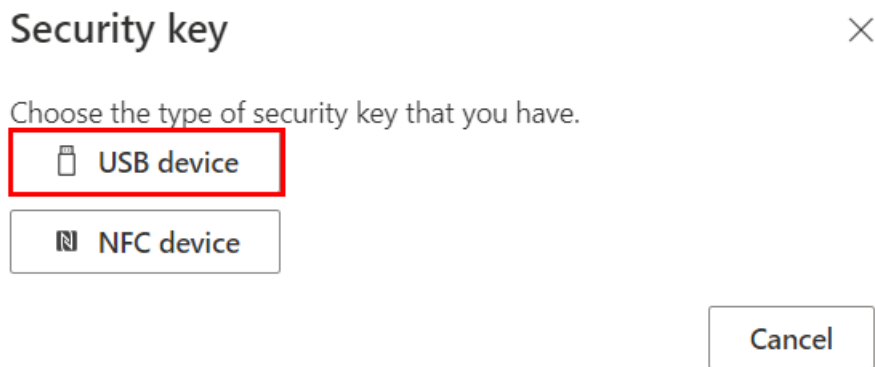 Security key
Choose the type of security key that you have.
USB device
NFC device
Cancel